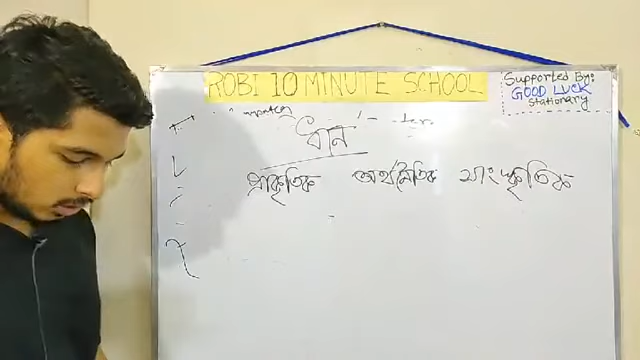 ROBI 10 MINUTE SCHOOL
Supported By:
GOOD LUCK
Stationary
ধান
প্রাকৃতিক অর্থনৈতিক সাংস্কৃতিক